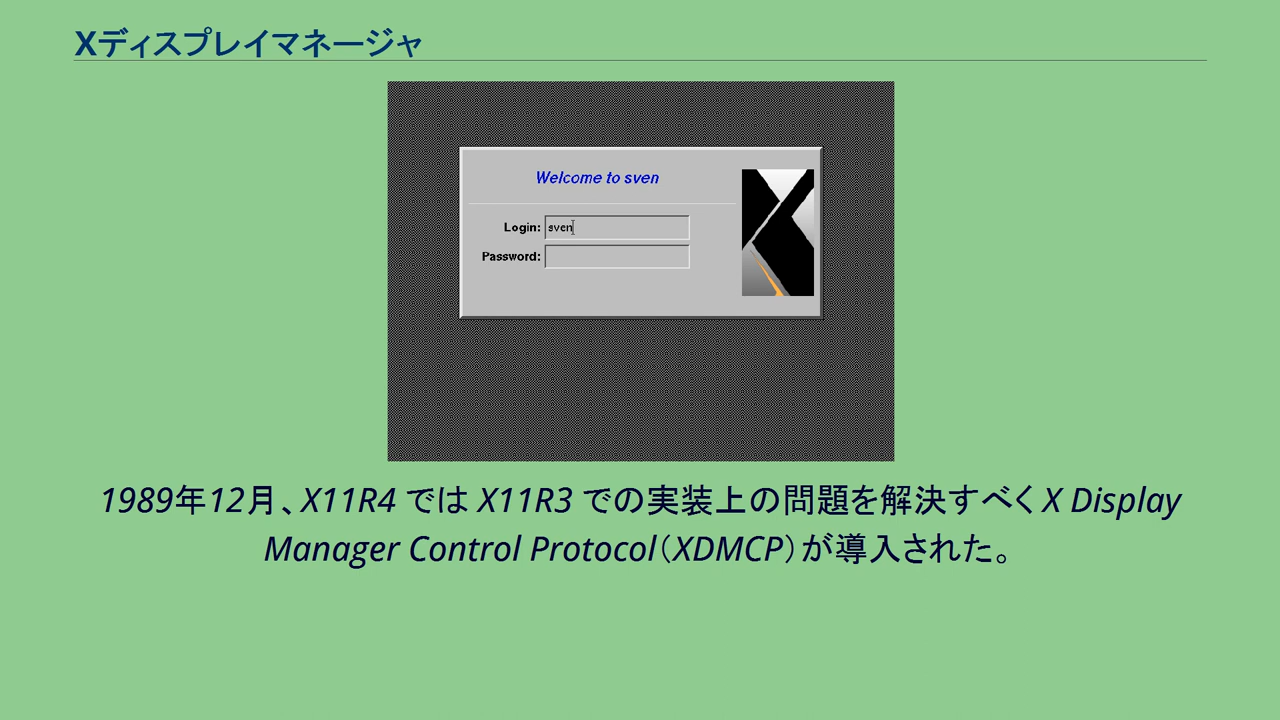 Xディスプレイマネージャ
Welcome to sven
Login: sven
Password:
1989年12月、X11R4 では X11R3 での実装上の問題を解決すべく X Display
Manager Control Protocol（XDMCP）が導入された。